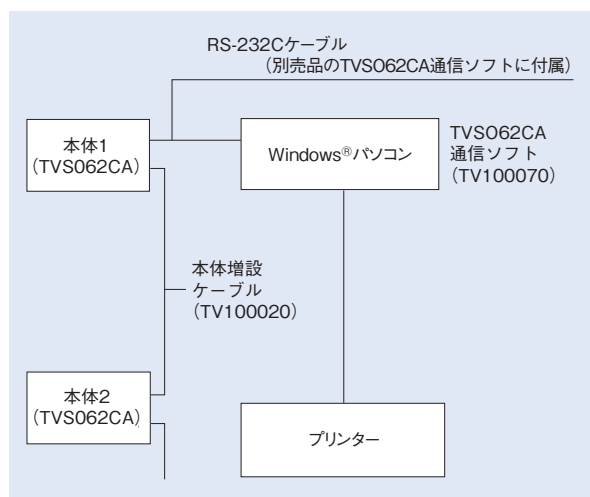 RS-232Cケーブル
（別売品のTVSO62CA通信ソフトに付属）
本体1
（TVS062CA）
Windows®パソコン
TVSO62CA
通信ソフト
（TV100070）
本体増設
ケーブル
（TV100020）
本体2
（TVS062CA）
プリンター